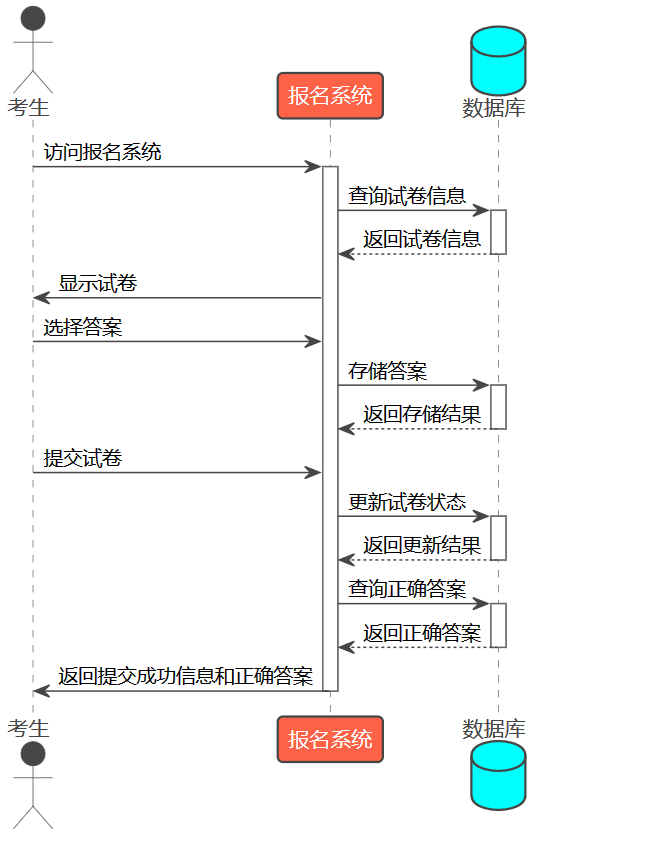 考生
报名系统
数据库
访问报名系统
查询试卷信息
返回试卷信息
显示试卷
选择答案
存储答案
返回存储结果
提交试卷
更新试卷状态
返回更新结果
查询正确答案
返回正确答案
返回提交成功信息和正确答案
考生
报名系统
数据库